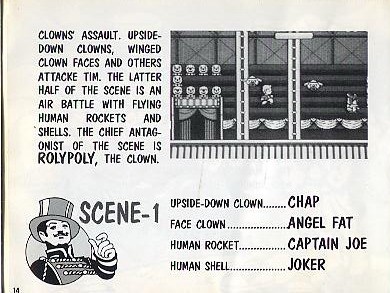 CLOWNS' ASSAULT. UPSIDE-
DOWN CLOWNS, WINGED
CLOWN FACES AND OTHERS
ATTACKE TIM. THE LATTER
HALF OF THE SCENE IS AN
AIR BATTLE WITH FLYING
HUMAN ROCKETS AND
SHELLS. THE CHIEF ANTAG-
ONIST OF THE SCENE IS
ROLYPOLY, THE CLOWN.
SCENE-1
UPSIDE-DOWN CLOWN.......CHAP
FACE CLOWN................ANGEL FAT
HUMAN ROCKET.............CAPTAIN JOE
HUMAN SHELL................JOKER
14